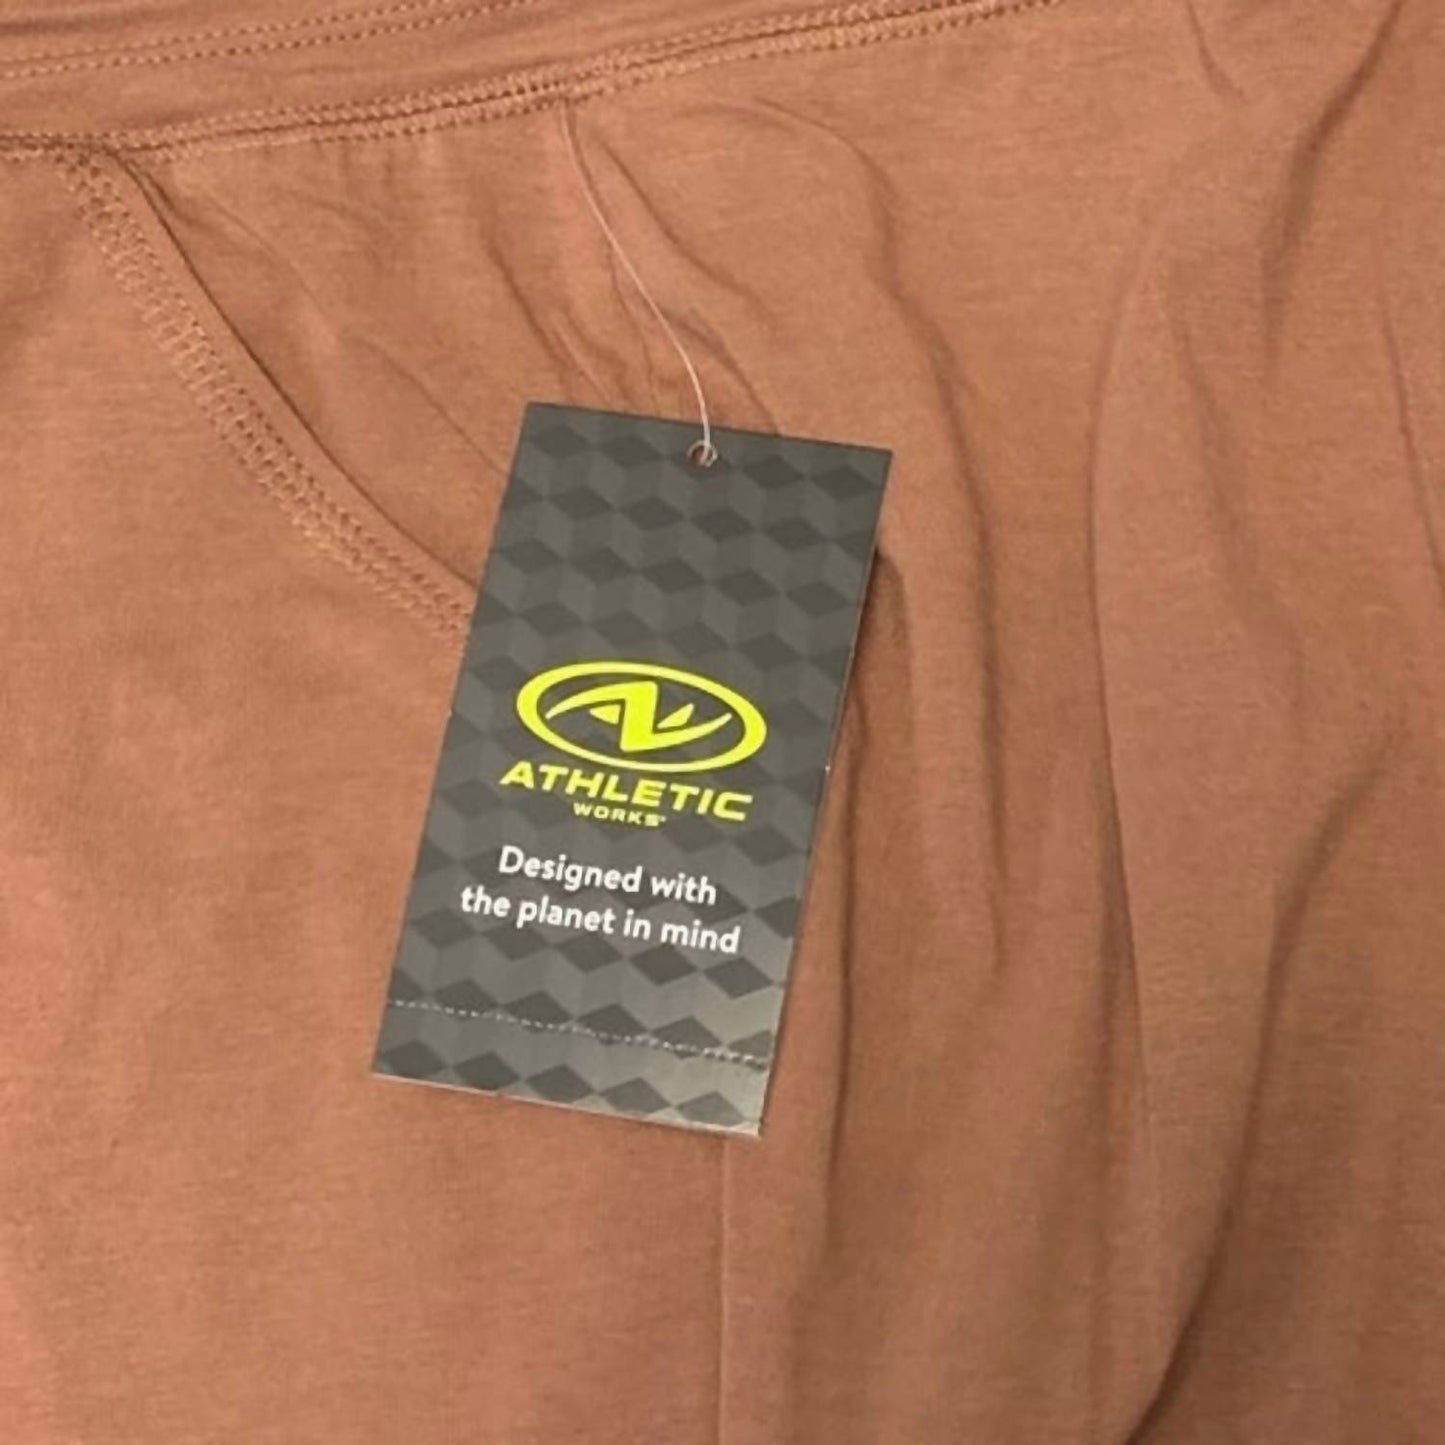 ATHLETIC
WORKS®
Designed with
the planet in mind